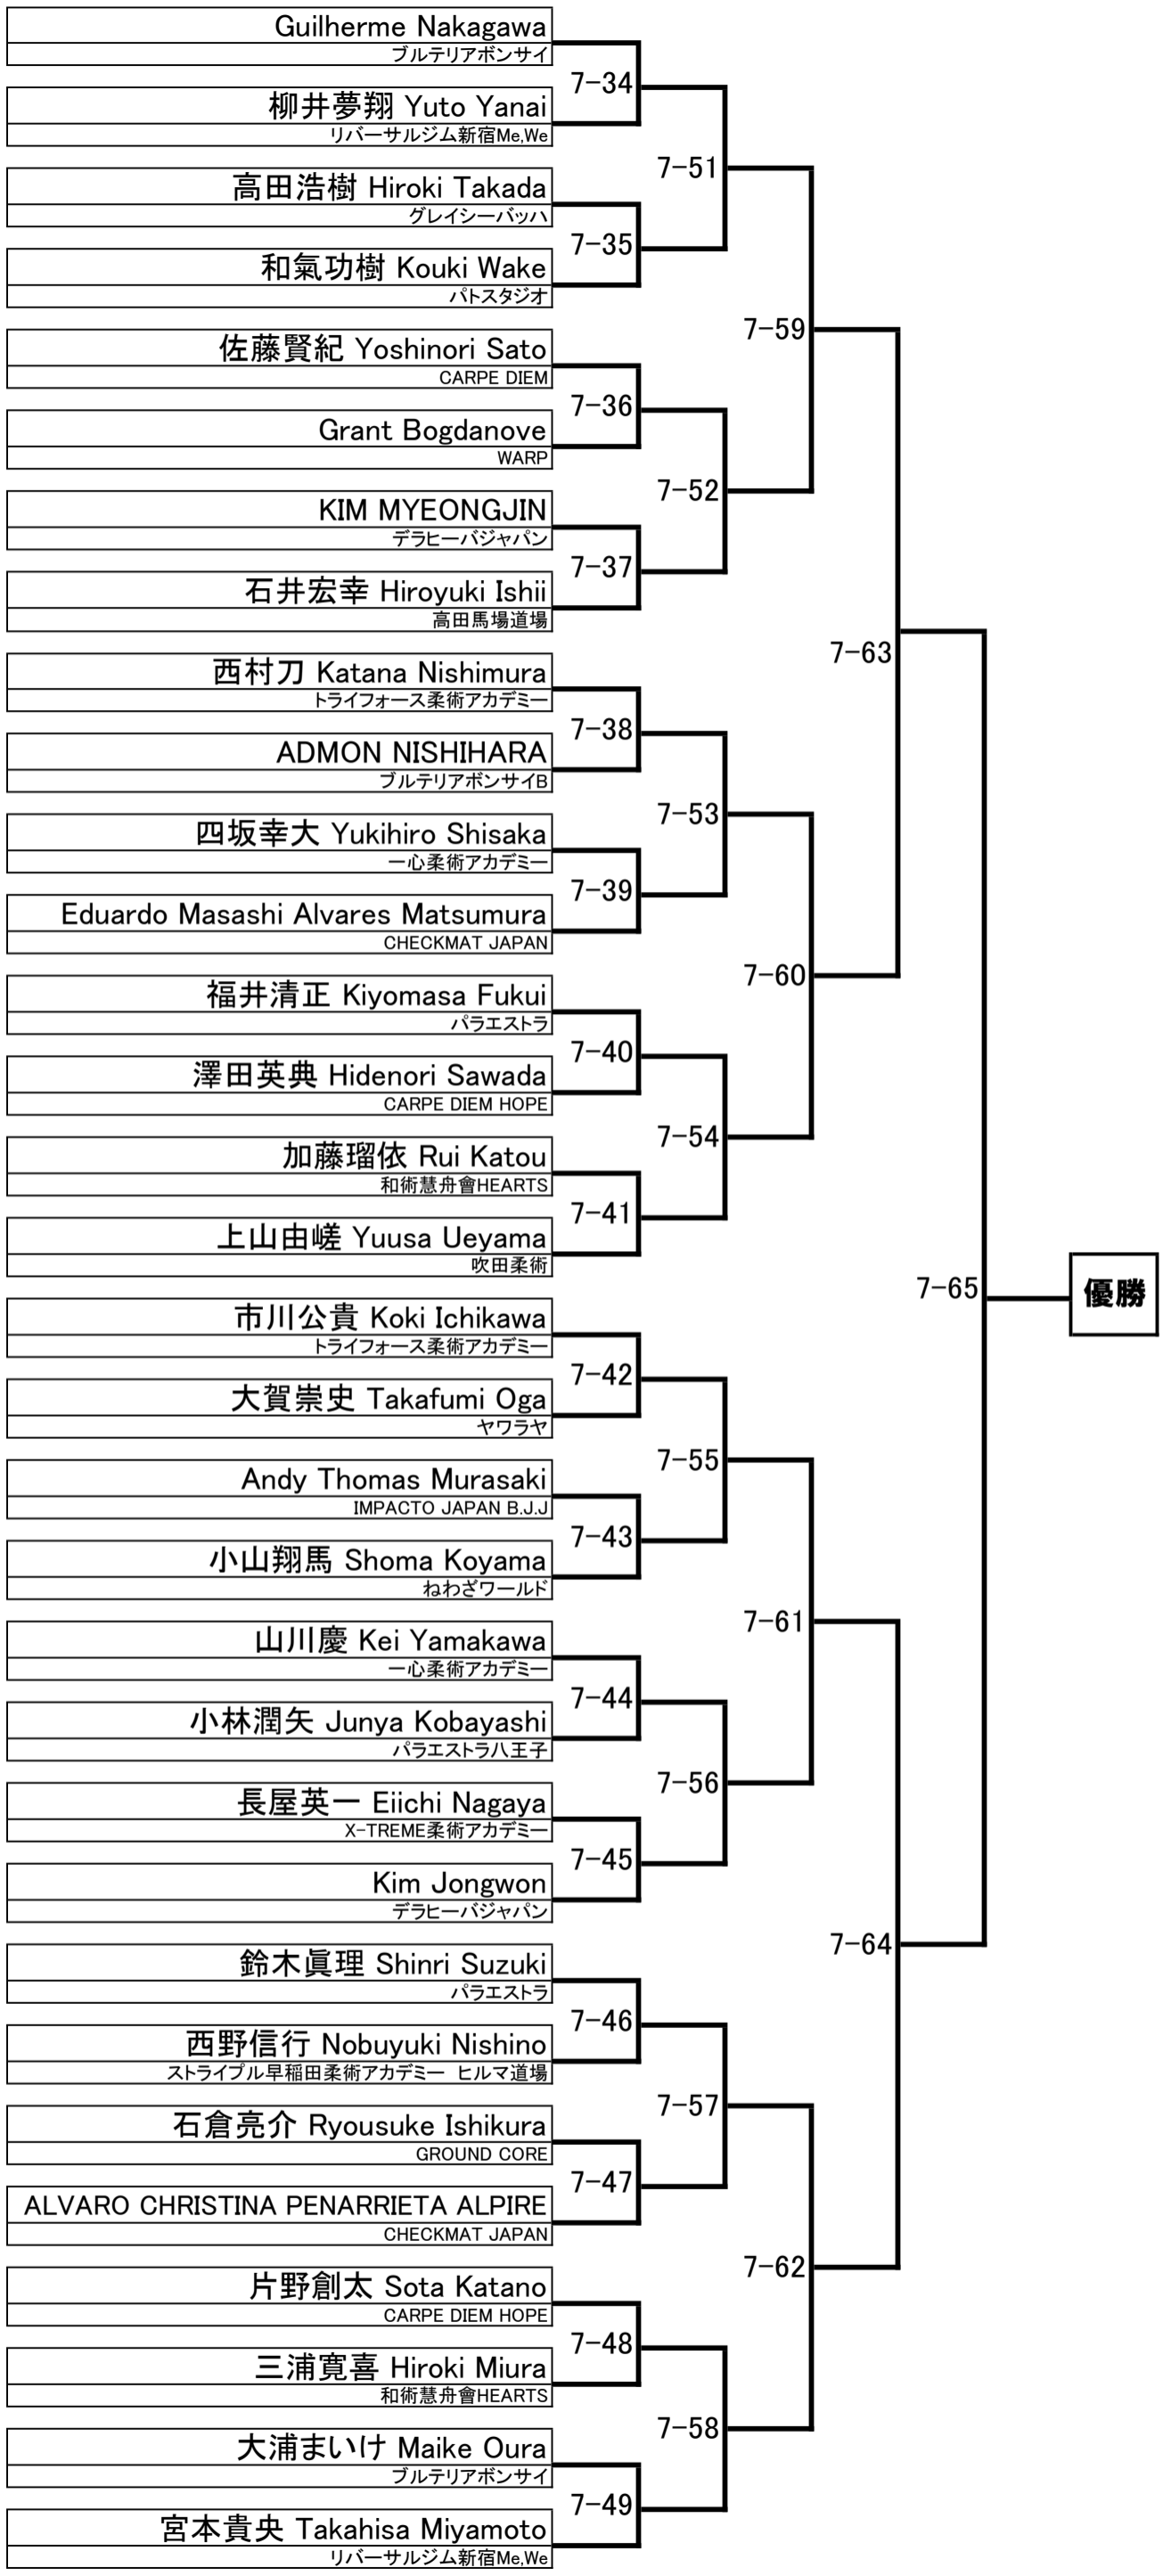 Guilherme Nakagawa
ブルテリアボンサイ
7-34
柳井夢翔 Yuto Yanai
リバーサルジム新宿Me,We
7-51
高田浩樹 Hiroki Takada
グレイシーバッハ
7-35
和氣功樹 Kouki Wake
パトスタジオ
7-59
佐藤賢紀 Yoshinori Sato
CARPE DIEM
7-36
Grant Bogdanove
WARP
7-52
KIM MYEONGJIN
デラヒーバジャパン
7-37
石井宏幸 Hiroyuki Ishii
高田馬場道場
7-63
西村刀 Katana Nishimura
トライフォース柔術アカデミー
7-38
ADMON NISHIHARA
ブルテリアボンサイB
7-53
四坂幸大 Yukihiro Shisaka
一心柔術アカデミー
7-39
Eduardo Masashi Alvares Matsumura
CHECKMAT JAPAN
7-60
福井清正 Kiyomasa Fukui
パラエストラ
7-40
澤田英典 Hidenori Sawada
CARPE DIEM HOPE
7-54
加藤瑠依 Rui Katou
和術慧舟會HEARTS
7-41
上山由嵯 Yuusa Ueyama
吹田柔術
7-65
優勝
市川公貴 Koki Ichikawa
トライフォース柔術アカデミー
7-42
大賀崇史 Takafumi Oga
ヤワラヤ
7-55
Andy Thomas Murasaki
IMPACTO JAPAN B.J.J
7-43
小山翔馬 Shoma Koyama
ねわざワールド
7-61
山川慶 Kei Yamakawa
一心柔術アカデミー
7-44
小林潤矢 Junya Kobayashi
パラエストラ八王子
7-56
長屋英一 Eiichi Nagaya
X-TREME柔術アカデミー
7-45
Kim Jongwon
デラヒーバジャパン
7-64
鈴木眞理 Shinri Suzuki
パラエストラ
7-46
西野信行 Nobuyuki Nishino
ストライプル早稲田柔術アカデミー ヒルマ道場
7-57
石倉亮介 Ryousuke Ishikura
GROUND CORE
7-47
ALVARO CHRISTINA PENARRIETA ALPIRE
CHECKMAT JAPAN
7-62
片野創太 Sota Katano
CARPE DIEM HOPE
7-48
三浦寛喜 Hiroki Miura
和術慧舟會HEARTS
7-58
大浦まいけ Maike Oura
ブルテリアボンサイ
7-49
宮本貴央 Takahisa Miyamoto
リバーサルジム新宿Me,We